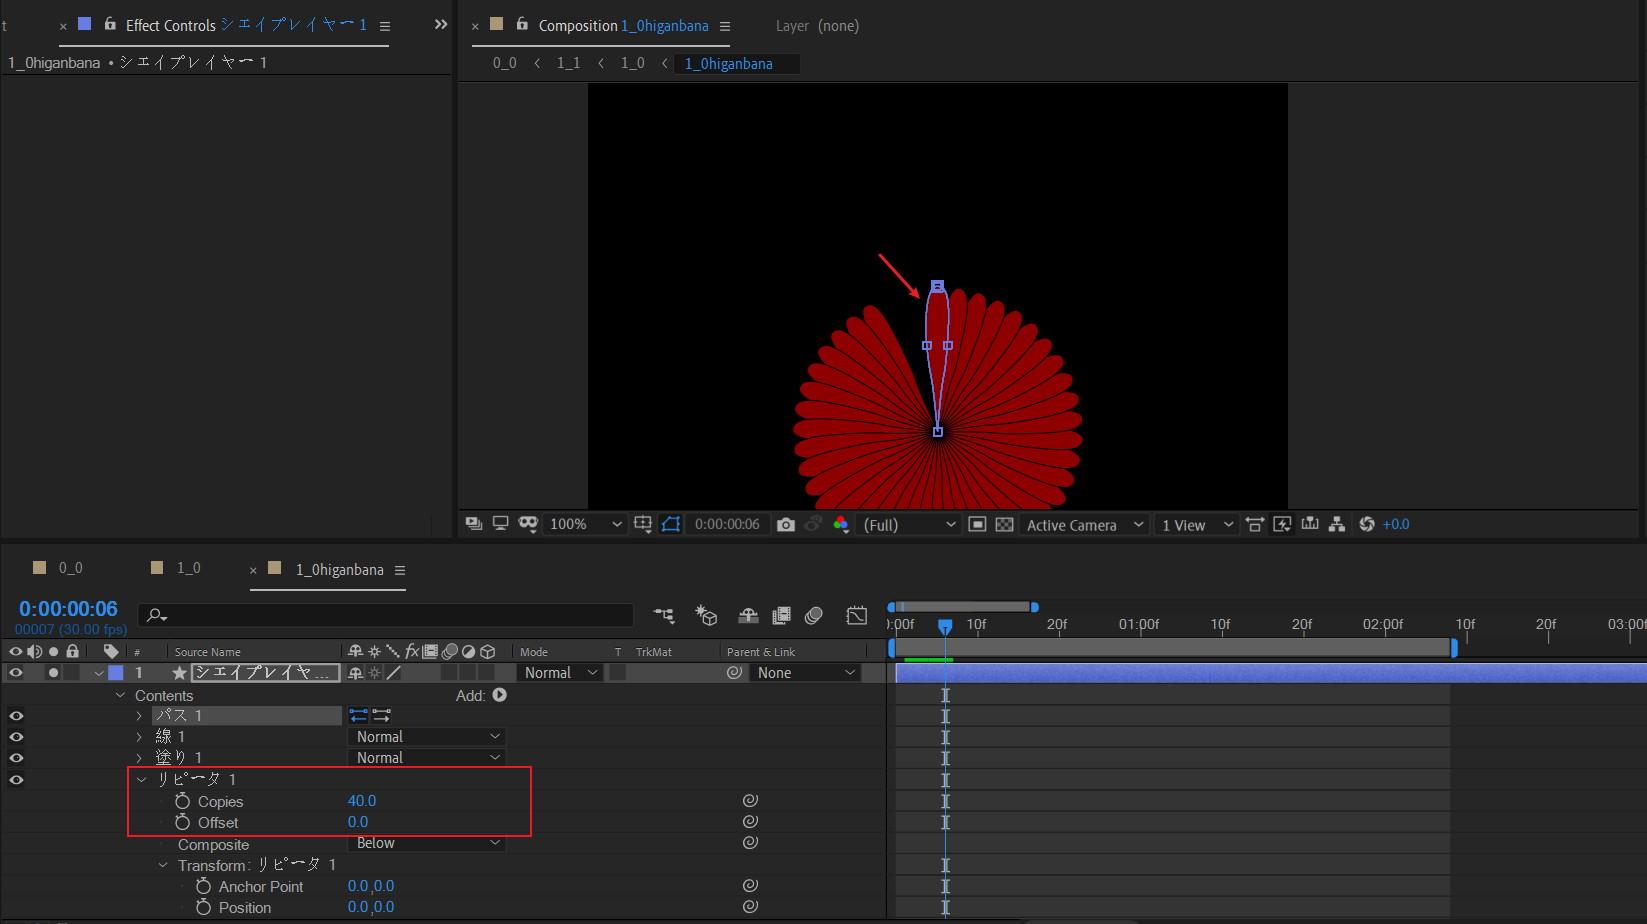 t
× Effect Controls シェイプレイヤー 1 ≡ »
1_0higanbana • シェイプレイヤー 1
× Composition 1_0higanbana ≡ Layer (none)
0_0 ‹ 1_1 ‹ 1_0 ‹ 1_0higanbana
100% 0:00:00:06 (Full) Active Camera 1 View +0.0
0_0 1_0 × 1_0higanbana ≡
0:00:00:06
00007 (30.00 fps)
):00f 10f 20f 01:00f 10f 20f 02:00f 10f 20f 03:00f
# Source Name fx Mode T TrkMat Parent & Link
1 シェイプレイヤ... Normal None
Contents Add:
パス 1
線 1 Normal
塗り 1 Normal
リピータ 1
Copies 40.0
Offset 0.0
Composite Below
Transform: リピータ 1
Anchor Point 0.0,0.0
Position 0.0,0.0